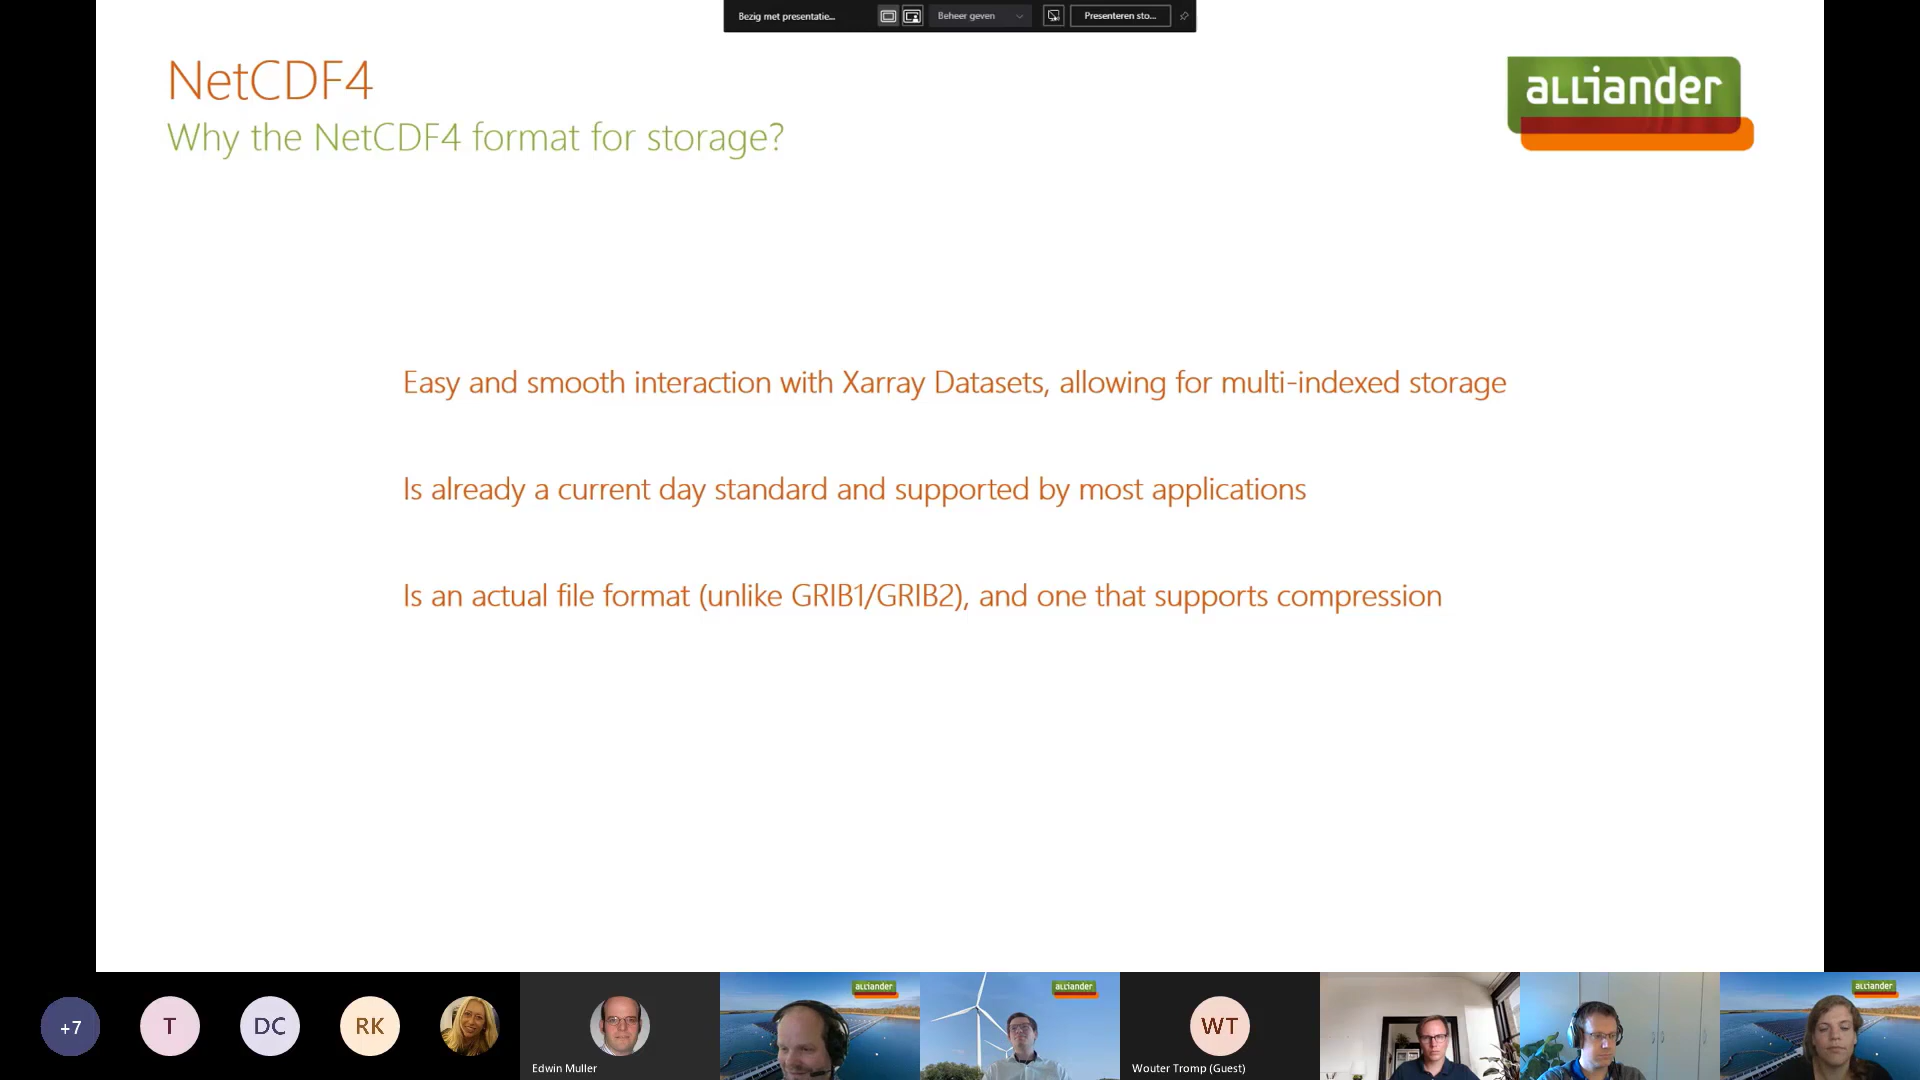 Bezig met presentatie...
Beheer geven
Presenteren sto...
NetCDF4
Why the NetCDF4 format for storage?
alliander
Easy and smooth interaction with Xarray Datasets, allowing for multi-indexed storage
Is already a current day standard and supported by most applications
Is an actual file format (unlike GRIB1/GRIB2), and one that supports compression
+7
T
DC
RK
Edwin Muller
alliander
alliander
WT
Wouter Tromp (Guest)
alliander